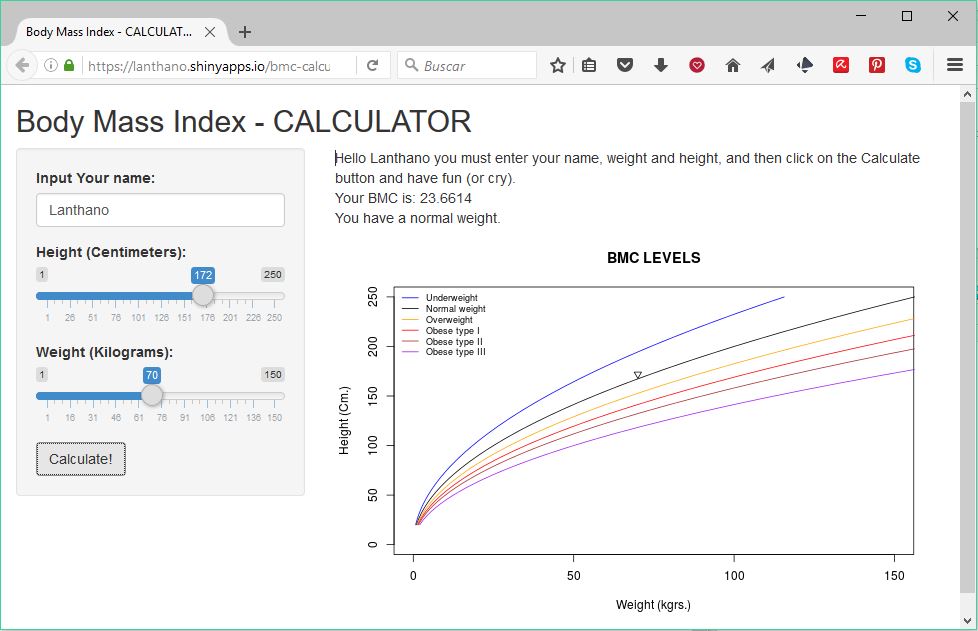 Body Mass Index - CALCULAT...
https://lanthano.shinyapps.io/bmc-calcu
Buscar
Body Mass Index - CALCULATOR
Input Your name:
Lanthano
Height (Centimeters):
1 172 250
1 26 51 76 101 126 151 176 201 226 250
Weight (Kilograms):
1 70 150
1 16 31 46 61 76 91 106 121 136 150
Calculate!
Hello Lanthano you must enter your name, weight and height, and then click on the Calculate
button and have fun (or cry).
Your BMC is: 23.6614
You have a normal weight.
BMC LEVELS
Underweight
Normal weight
Overweight
Obese type I
Obese type II
Obese type III
Height (Cm.)
250
200
150
100
50
0
0 50 100 150
Weight (kgrs.)